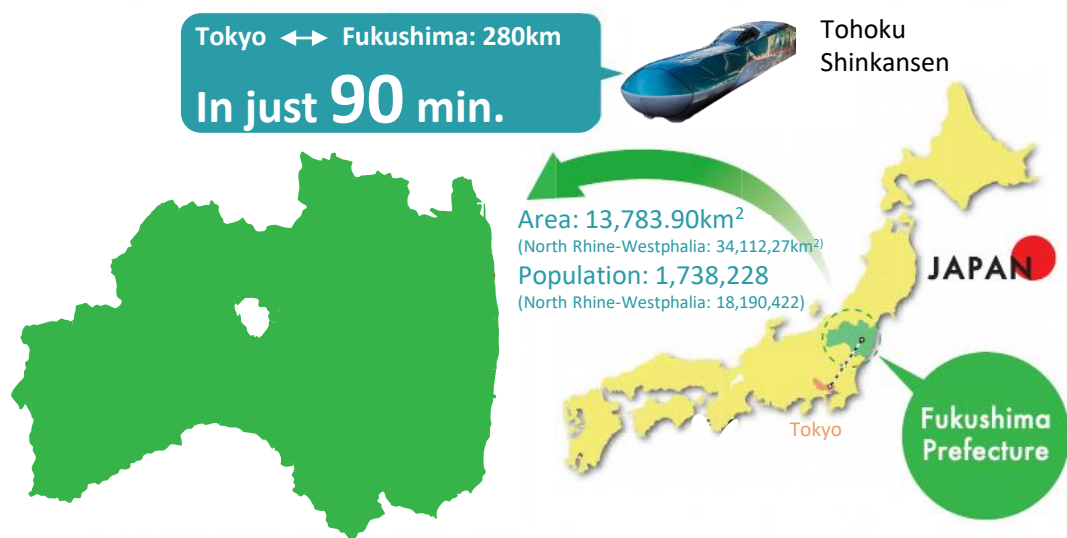 Tokyo ↔ Fukushima: 280km
In just 90 min.
Tohoku
Shinkansen
Area: 13,783.90km²
(North Rhine-Westphalia: 34,112,27km²)
Population: 1,738,228
(North Rhine-Westphalia: 18,190,422)
JAPAN
Tokyo
Fukushima
Prefecture